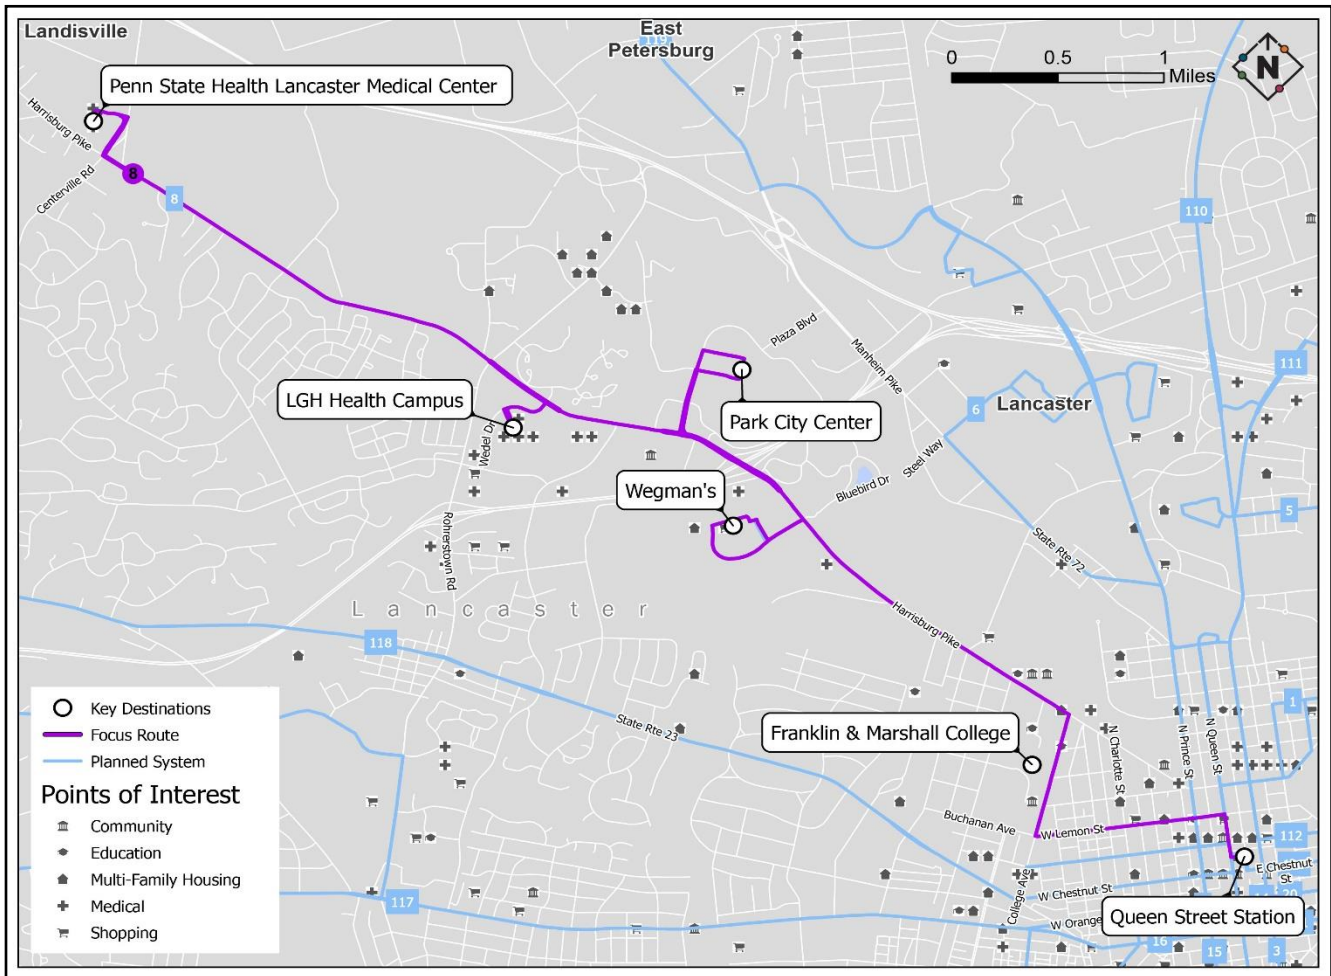 Landisville
East
Petersburg
119
0
0.5
1
Miles
N
Penn State Health Lancaster Medical Center
Harrisburg Pike
Centerville Rd
8
8
110
Plaza Blvd
Manheim Pike
111
LGH Health Campus
Park City Center
6
Lancaster
Wedel Dr
Steel Way
Wegman's
Bluebird Dr
5
Rohrerstown Rd
State Rte 72
Lancaster
Harrisburg Pike
118
Key Destinations
Focus Route
Planned System
Points of Interest
Community
Education
Multi-Family Housing
Medical
Shopping
State Rte 23
Franklin & Marshall College
N Charlotte St
N Prince St
N Queen St
1
Buchanan Ave
W Lemon St
112
E Chestnut
St
College Ave
W Chestnut St
20
117
W Orange
Queen Street Station
16
15
3